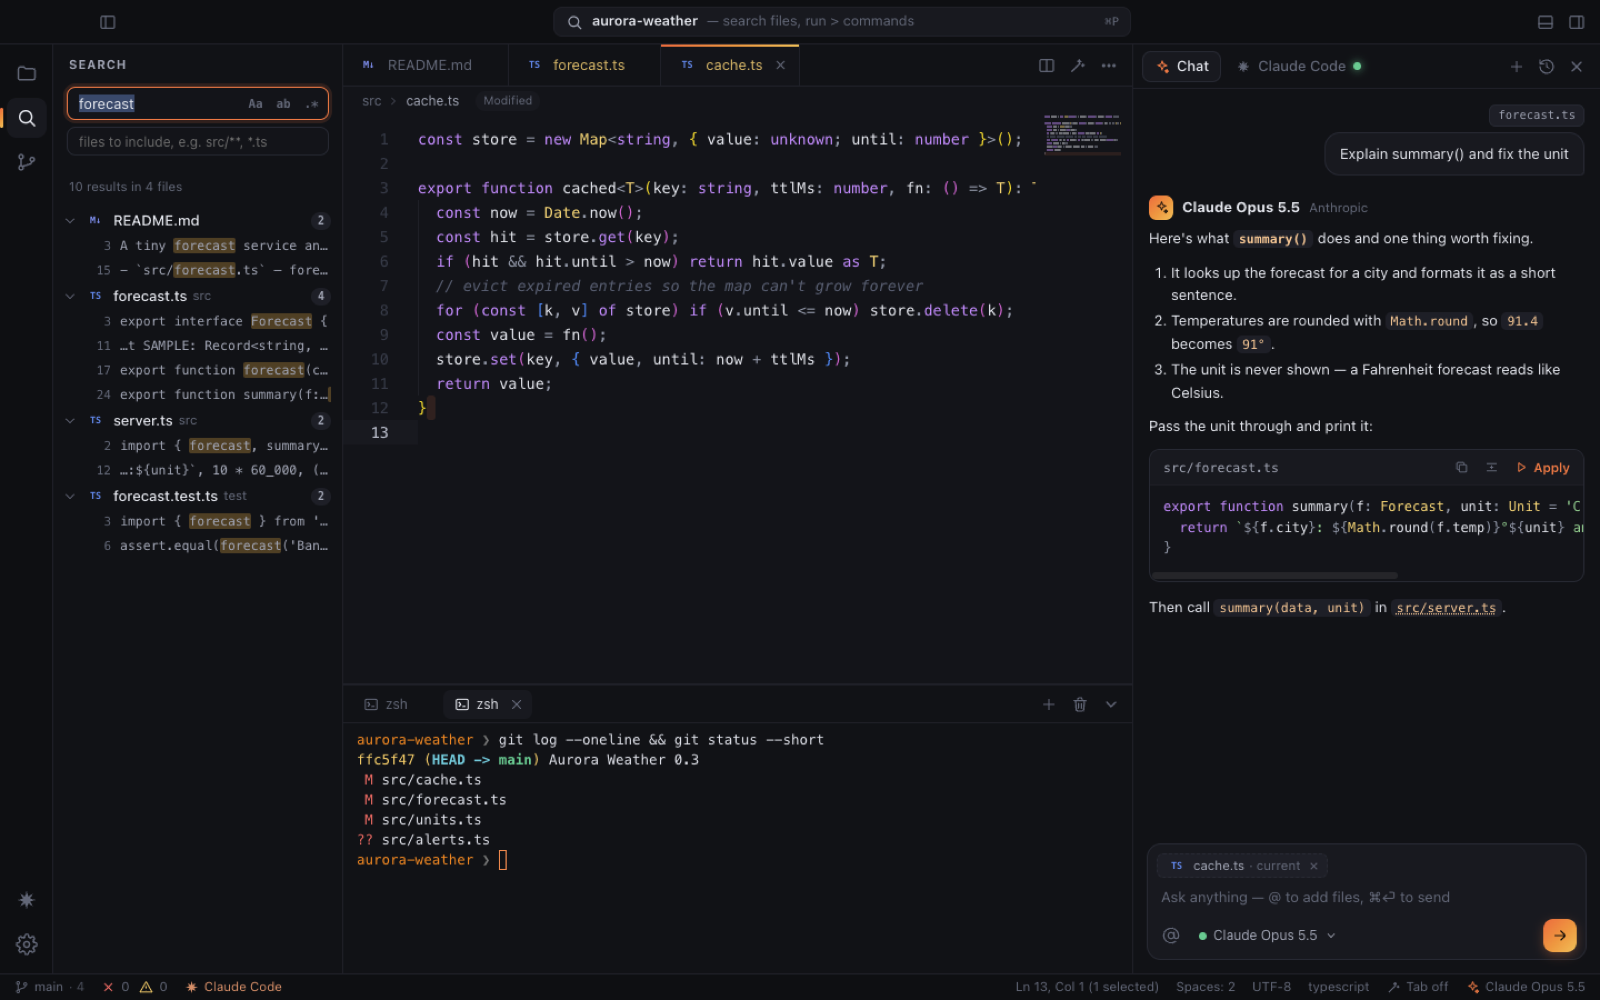 aurora-weather — search files, run > commands ⌘P
SEARCH
forecast Aa ab .*
files to include, e.g. src/**, *.ts
10 results in 4 files
M↓ README.md 2
3 A tiny forecast service an…
15 – `src/forecast.ts` — fore…
TS forecast.ts src 4
3 export interface Forecast {
11 …t SAMPLE: Record<string, …
17 export function forecast(c…
24 export function summary(f:…
TS server.ts src 2
2 import { forecast, summary…
12 …:${unit}`, 10 * 60_000, (…
TS forecast.test.ts test 2
3 import { forecast } from '…
6 assert.equal(forecast('Ban…
M↓ README.md
TS forecast.ts
TS cache.ts
src > cache.ts Modified
1 const store = new Map<string, { value: unknown; until: number }>();
2
3 export function cached<T>(key: string, ttlMs: number, fn: () => T):
4 const now = Date.now();
5 const hit = store.get(key);
6 if (hit && hit.until > now) return hit.value as T;
7 // evict expired entries so the map can't grow forever
8 for (const [k, v] of store) if (v.until <= now) store.delete(k);
9 const value = fn();
10 store.set(key, { value, until: now + ttlMs });
11 return value;
12 }
13
zsh
zsh
aurora-weather ❯ git log --oneline && git status --short
ffc5f47 (HEAD -> main) Aurora Weather 0.3
M src/cache.ts
M src/forecast.ts
M src/units.ts
?? src/alerts.ts
aurora-weather ❯
Chat
Claude Code
forecast.ts
Explain summary() and fix the unit
Claude Opus 5.5 Anthropic
Here's what summary() does and one thing worth fixing.
1. It looks up the forecast for a city and formats it as a short
sentence.
2. Temperatures are rounded with Math.round, so 91.4
becomes 91°.
3. The unit is never shown — a Fahrenheit forecast reads like
Celsius.
Pass the unit through and print it:
src/forecast.ts Apply
export function summary(f: Forecast, unit: Unit = 'C
return `${f.city}: ${Math.round(f.temp)}°${unit} an
}
Then call summary(data, unit) in src/server.ts.
TS cache.ts · current
Ask anything — @ to add files, ⌘⏎ to send
@ Claude Opus 5.5
main · 4
0
0
Claude Code
Ln 13, Col 1 (1 selected)
Spaces: 2
UTF-8
typescript
Tab off
Claude Opus 5.5